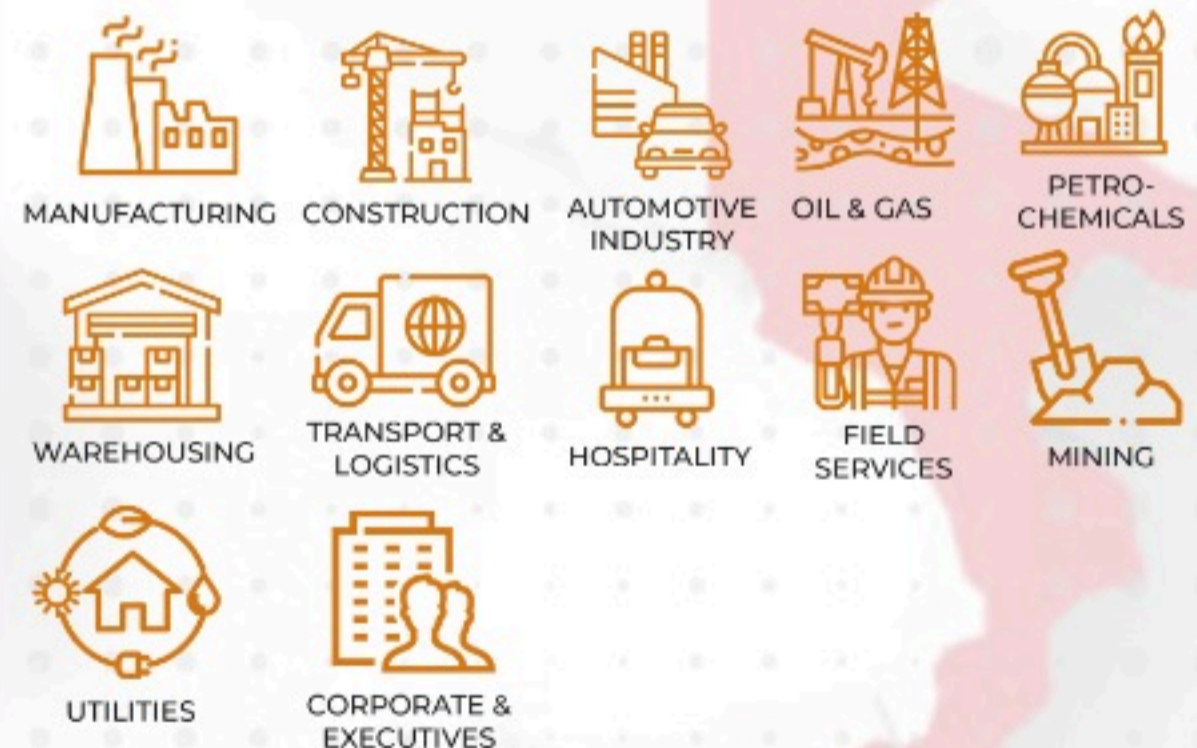 MANUFACTURING
CONSTRUCTION
AUTOMOTIVE
INDUSTRY
OIL & GAS
PETRO-
CHEMICALS
WAREHOUSING
TRANSPORT &
LOGISTICS
HOSPITALITY
FIELD
SERVICES
MINING
UTILITIES
CORPORATE &
EXECUTIVES